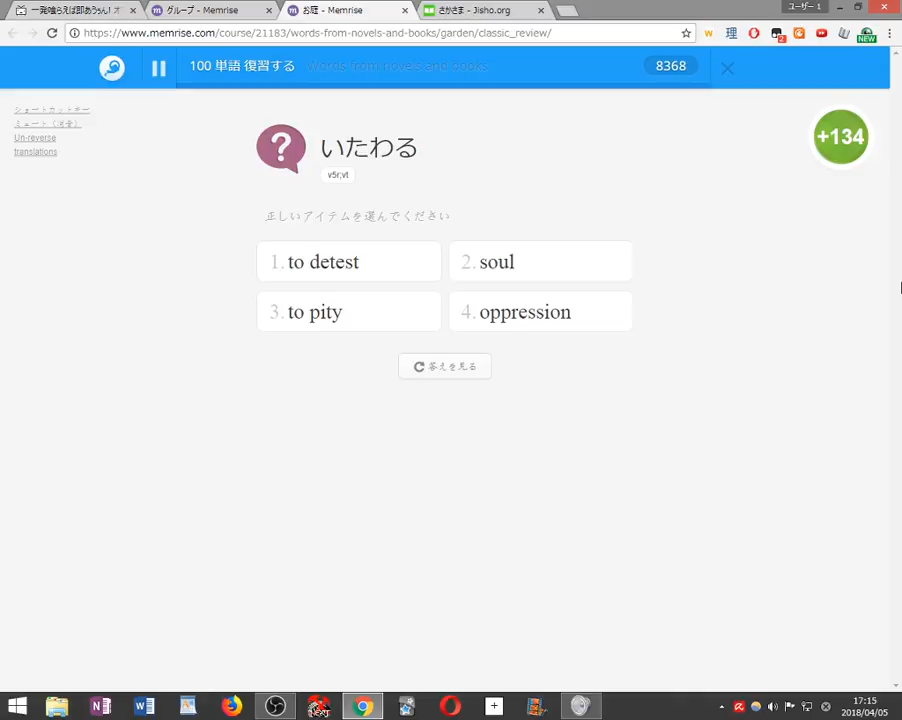 一発喰らえば即あうぅん!
グループ - Memrise
お庭 - Memrise
さかさま - Jisho.org
ユーザー 1
https://www.memrise.com/course/21183/words-from-novels-and-books/garden/classic_review/
NEW
100 単語 復習する Words from novels and books 8368
ショートカットキー
ミュート (消音)
Un-reverse
translations
+134
? いたわる
v5r;vt
正しいアイテムを選んでください
1. to detest
2. soul
3. to pity
4. oppression
答えを見る
17:15
2018/04/05